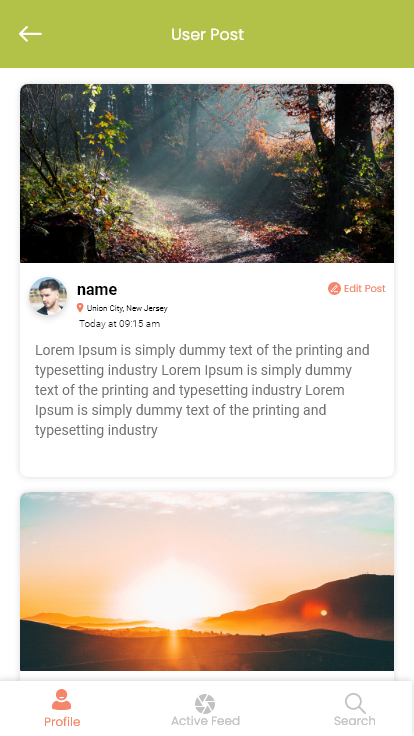 User Post
name
Edit Post
Union City, New Jersey
Today at 09:15 am
Lorem Ipsum is simply dummy text of the printing and
typesetting industry Lorem Ipsum is simply dummy
text of the printing and typesetting industry Lorem
Ipsum is simply dummy text of the printing and
typesetting industry
Profile
Active Feed
Search